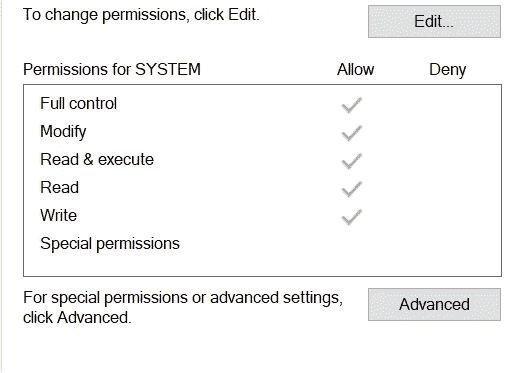 To change permissions, click Edit.
Edit...
Permissions for SYSTEM Allow Deny
Full control
Modify
Read & execute
Read
Write
Special permissions
For special permissions or advanced settings,
click Advanced.
Advanced